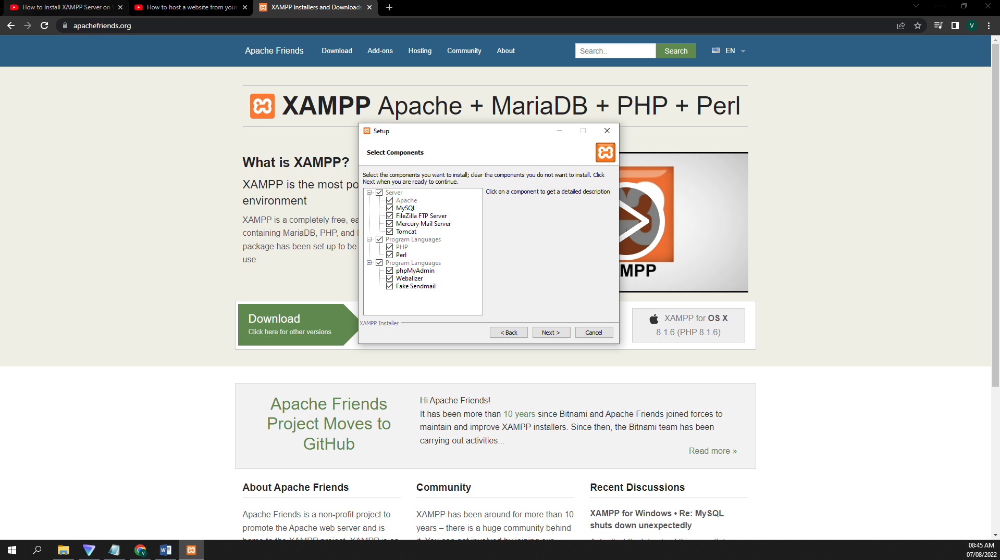 How to Install XAMPP Server on
How to host a website from your
XAMPP Installers and Downloads
apachefriends.org
V
Apache Friends
Download
Add-ons
Hosting
Community
About
Search..
Search
EN
XAMPP Apache + MariaDB + PHP + Perl
What is XAMPP?
XAMPP is the most po
environment
XAMPP is a completely free, ea
containing MariaDB, PHP, and
package has been set up to be
use.
Setup
Select Components
Select the components you want to install; clear the components you do not want to install. Click
Next when you are ready to continue.
Server
Apache
MySQL
FileZilla FTP Server
Mercury Mail Server
Tomcat
Program Languages
PHP
Perl
Program Languages
phpMyAdmin
Webalizer
Fake Sendmail
Click on a component to get a detailed description
XAMPP Installer
< Back
Next >
Cancel
MPP
Download
Click here for other versions
XAMPP for OS X
8.1.6 (PHP 8.1.6)
Apache Friends
Project Moves to
GitHub
Hi Apache Friends!
It has been more than 10 years since Bitnami and Apache Friends joined forces to
maintain and improve XAMPP installers. Since then, the Bitnami team has been
carrying out activities...
Read more »
About Apache Friends
Apache Friends is a non-profit project to
promote the Apache web server and is
Community
XAMPP has been around for more than 10
years – there is a huge community behind
Recent Discussions
XAMPP for Windows • Re: MySQL
shuts down unexpectedly
08:45 AM
07/08/2022